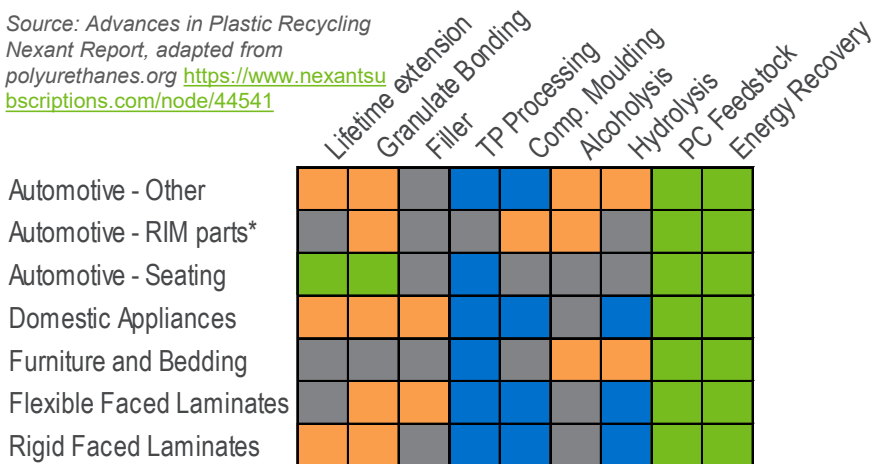 Source: Advances in Plastic Recycling
Nexant Report, adapted from
polyurethanes.org https://www.nexantsu
bscriptions.com/node/44541
Lifetime extension
Granulate Bonding
Filler
TP Processing
Comp. Moulding
Alcoholysis
Hydrolysis
PC Feedstock
Energy Recovery
Automotive - Other
Automotive - RIM parts*
Automotive - Seating
Domestic Appliances
Furniture and Bedding
Flexible Faced Laminates
Rigid Faced Laminates